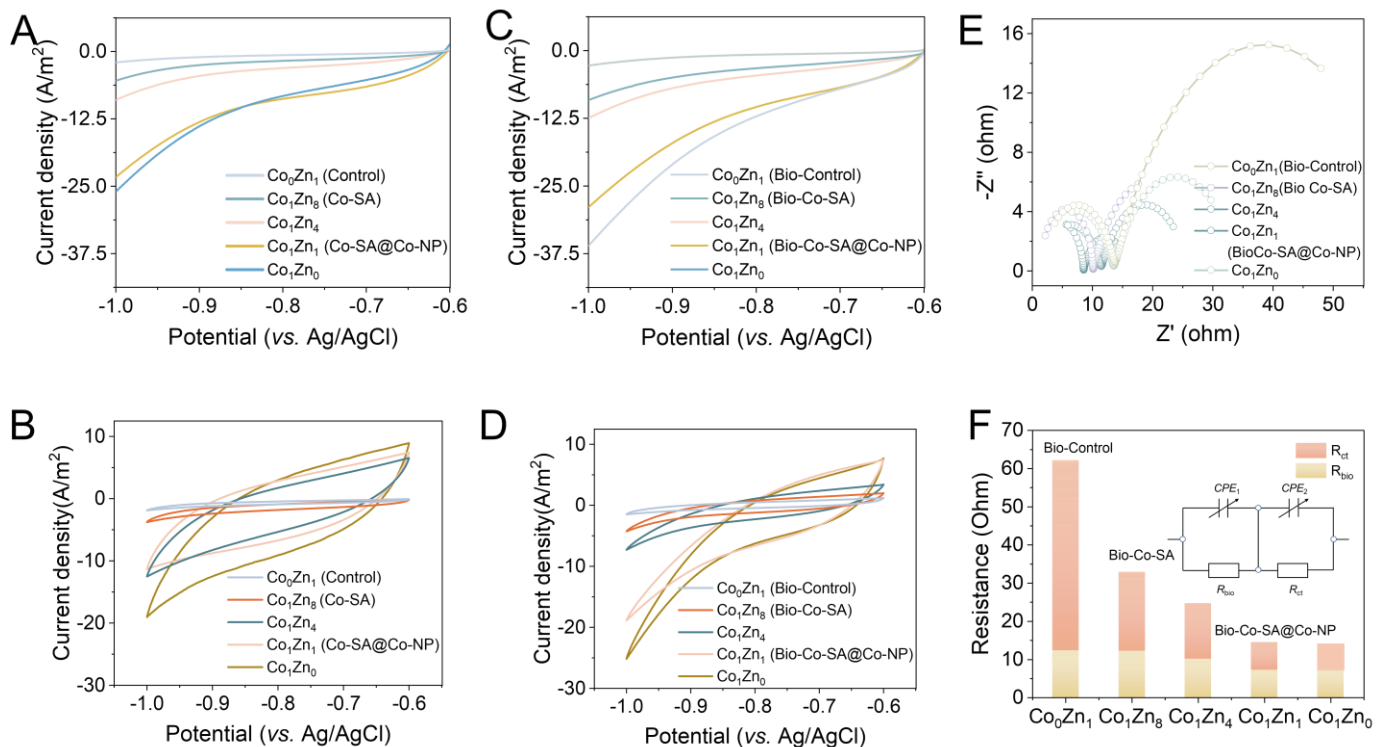 A
Current density (A/m²)
0.0
-12.5
-25.0
-37.5
Co₀Zn₁ (Control)
Co₁Zn₈ (Co-SA)
Co₁Zn₄
Co₁Zn₁ (Co-SA@Co-NP)
Co₁Zn₀
-1.0 -0.9 -0.8 -0.7 -0.6
Potential (vs. Ag/AgCl)
C
Current density (A/m²)
0.0
-12.5
-25.0
-37.5
Co₀Zn₁ (Bio-Control)
Co₁Zn₈ (Bio-Co-SA)
Co₁Zn₄
Co₁Zn₁ (Bio-Co-SA@Co-NP)
Co₁Zn₀
-1.0 -0.9 -0.8 -0.7 -0.6
Potential (vs. Ag/AgCl)
E
-Z" (ohm)
16
12
8
4
0
Co₀Zn₁(Bio-Control)
Co₁Zn₈(Bio Co-SA)
Co₁Zn₄
Co₁Zn₁
(BioCo-SA@Co-NP)
Co₁Zn₀
0 10 20 30 40 50
Z' (ohm)
B
Current density(A/m²)
10
0
-10
-20
-30
Co₀Zn₁ (Control)
Co₁Zn₈ (Co-SA)
Co₁Zn₄
Co₁Zn₁ (Co-SA@Co-NP)
Co₁Zn₀
-1.0 -0.9 -0.8 -0.7 -0.6
Potential (vs. Ag/AgCl)
D
Current density(A/m²)
10
0
-10
-20
-30
Co₀Zn₁ (Bio-Control)
Co₁Zn₈ (Bio-Co-SA)
Co₁Zn₄
Co₁Zn₁ (Bio-Co-SA@Co-NP)
Co₁Zn₀
-1.0 -0.9 -0.8 -0.7 -0.6
Potential (vs. Ag/AgCl)
F
Resistance (Ohm)
70
60
50
40
30
20
10
0
Bio-Control
Bio-Co-SA
Bio-Co-SA@Co-NP
R_ct
R_bio
CPE₁ CPE₂
R_bio R_ct
Co₀Zn₁ Co₁Zn₈ Co₁Zn₄ Co₁Zn₁ Co₁Zn₀